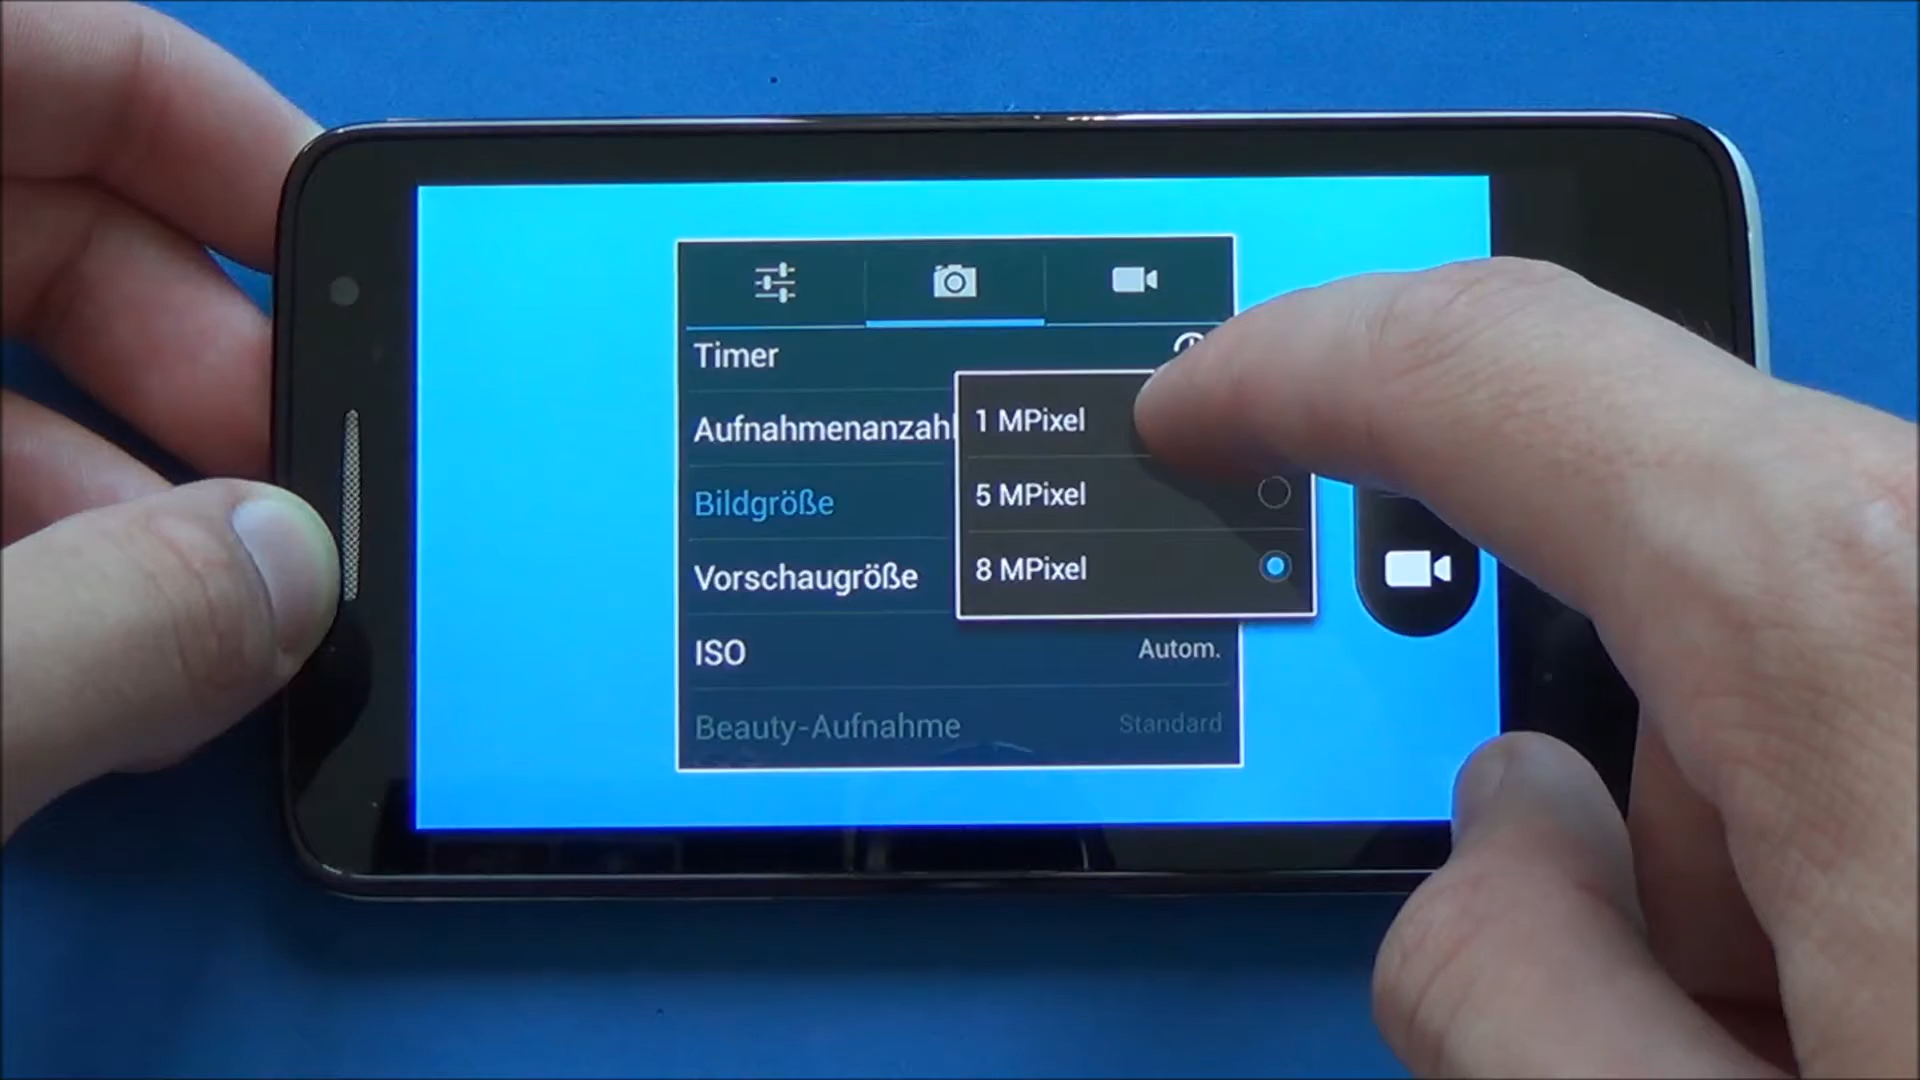 Timer
Aufnahmenanzahl
Bildgröße
Vorschaugröße
ISO Autom.
Beauty-Aufnahme Standard
1 MPixel
5 MPixel
8 MPixel